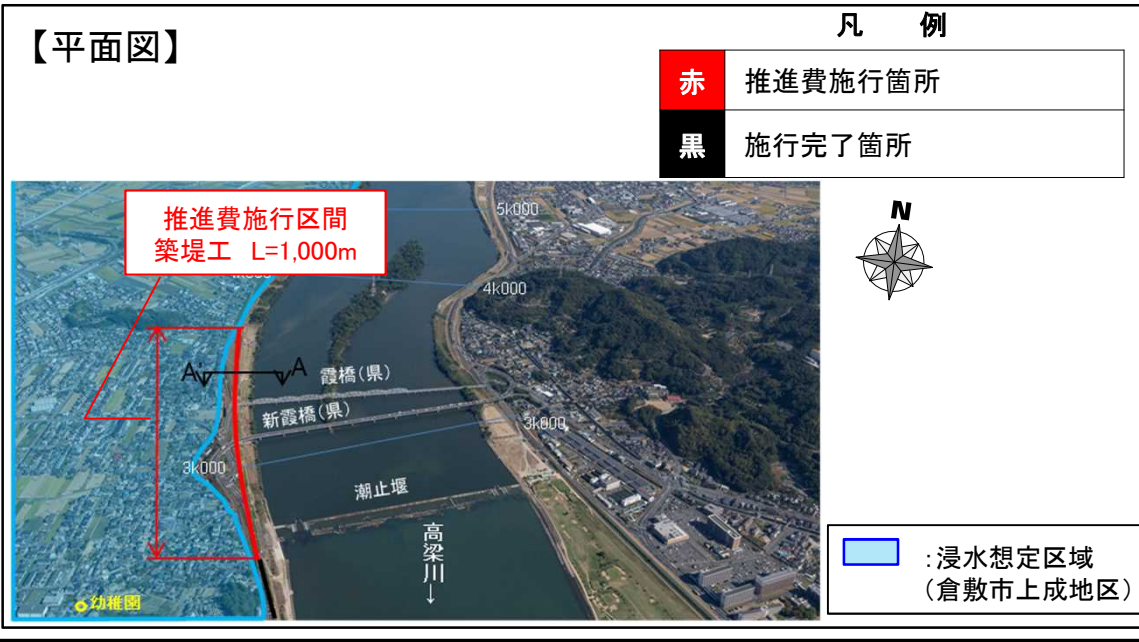 【平面図】
凡 例
赤 推進費施行箇所
黒 施行完了箇所
推進費施行区間
築堤工 L=1,000m
N
5k000
4k000
A' A
霞橋(県)
新霞橋(県)
3k000
3k000
潮止堰
高梁川→
幼稚園
:浸水想定区域
(倉敷市上成地区)